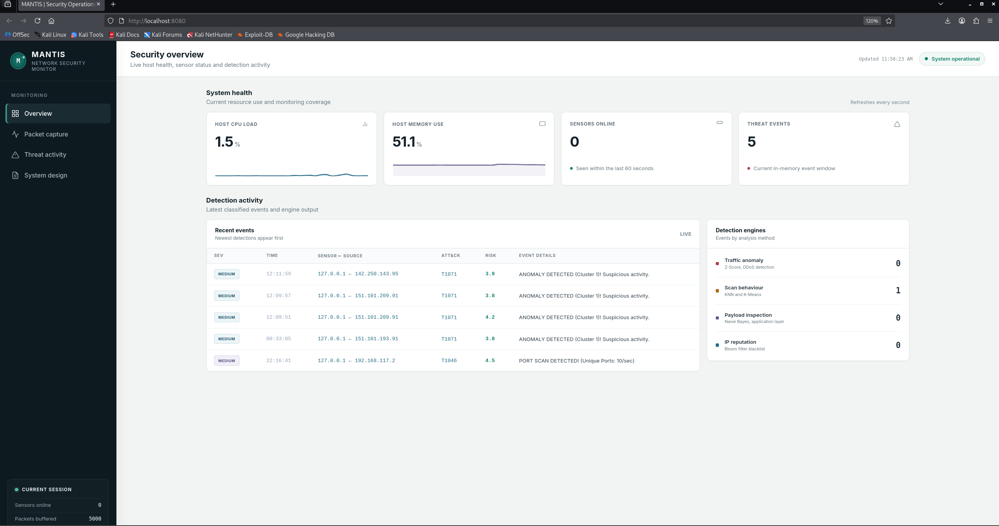 MANTIS | Security Operations
http://localhost:8080
120%
OffSec
Kali Linux
Kali Tools
Kali Docs
Kali Forums
Kali NetHunter
Exploit-DB
Google Hacking DB
M
MANTIS
NETWORK SECURITY
MONITOR
MONITORING
Overview
Packet capture
Threat activity
System design
CURRENT SESSION
Sensors online 0
Packets buffered 5000
Security overview
Live host health, sensor status and detection activity
Updated 11:58:23 AM
System operational
System health
Current resource use and monitoring coverage
Refreshes every second
HOST CPU LOAD
1.5 %
HOST MEMORY USE
51.1 %
SENSORS ONLINE
0
Seen within the last 60 seconds
THREAT EVENTS
5
Current in-memory event window
Detection activity
Latest classified events and engine output
Recent events
Newest detections appear first
LIVE
SEV TIME SENSOR ← SOURCE ATT&CK RISK EVENT DETAILS
MEDIUM 12:11:59 127.0.0.1 ← 142.250.143.95 T1071 3.9 ANOMALY DETECTED (Cluster 1)! Suspicious activity.
MEDIUM 12:09:57 127.0.0.1 ← 151.101.209.91 T1071 3.8 ANOMALY DETECTED (Cluster 1)! Suspicious activity.
MEDIUM 12:09:51 127.0.0.1 ← 151.101.209.91 T1071 4.2 ANOMALY DETECTED (Cluster 1)! Suspicious activity.
MEDIUM 00:33:05 127.0.0.1 ← 151.101.193.91 T1071 3.8 ANOMALY DETECTED (Cluster 1)! Suspicious activity.
MEDIUM 22:16:41 127.0.0.1 ← 192.168.117.2 T1046 4.5 PORT SCAN DETECTED! (Unique Ports: 10/sec)
Detection engines
Events by analysis method
Traffic anomaly 0
Z-Score, DDoS detection
Scan behaviour 1
KNN and K-Means
Payload inspection 0
Naive Bayes, application layer
IP reputation 0
Bloom filter blacklist